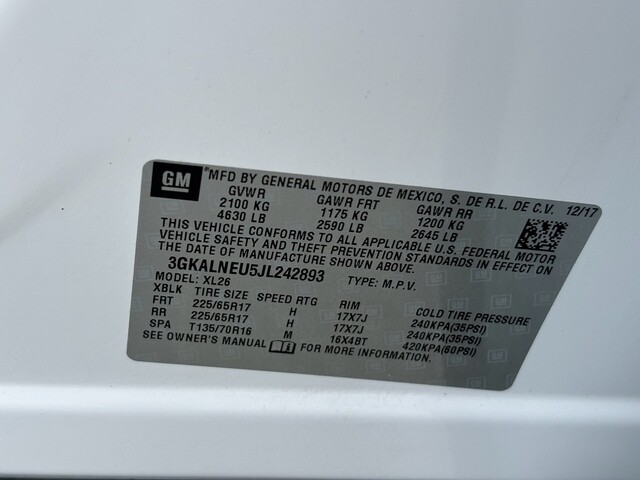 GM
MFD BY GENERAL MOTORS DE MEXICO, S. DE R.L. DE C.V. 12/17
GVWR GAWR FRT GAWR RR
2100 KG 1175 KG 1200 KG
4630 LB 2590 LB 2645 LB
THIS VEHICLE CONFORMS TO ALL APPLICABLE U.S. FEDERAL MOTOR
VEHICLE SAFETY AND THEFT PREVENTION STANDARDS IN EFFECT ON
THE DATE OF MANUFACTURE SHOWN ABOVE.
3GKALNEU5JL242893 TYPE: M.P.V.
MODEL: XL26
XBLK TIRE SIZE SPEED RTG RIM COLD TIRE PRESSURE
FRT 225/65R17 H 17X7J 240KPA(35PSI)
RR 225/65R17 H 17X7J 240KPA(35PSI)
SPA T135/70R16 M 16X4BT 420KPA(60PSI)
SEE OWNER'S MANUAL FOR MORE INFORMATION.